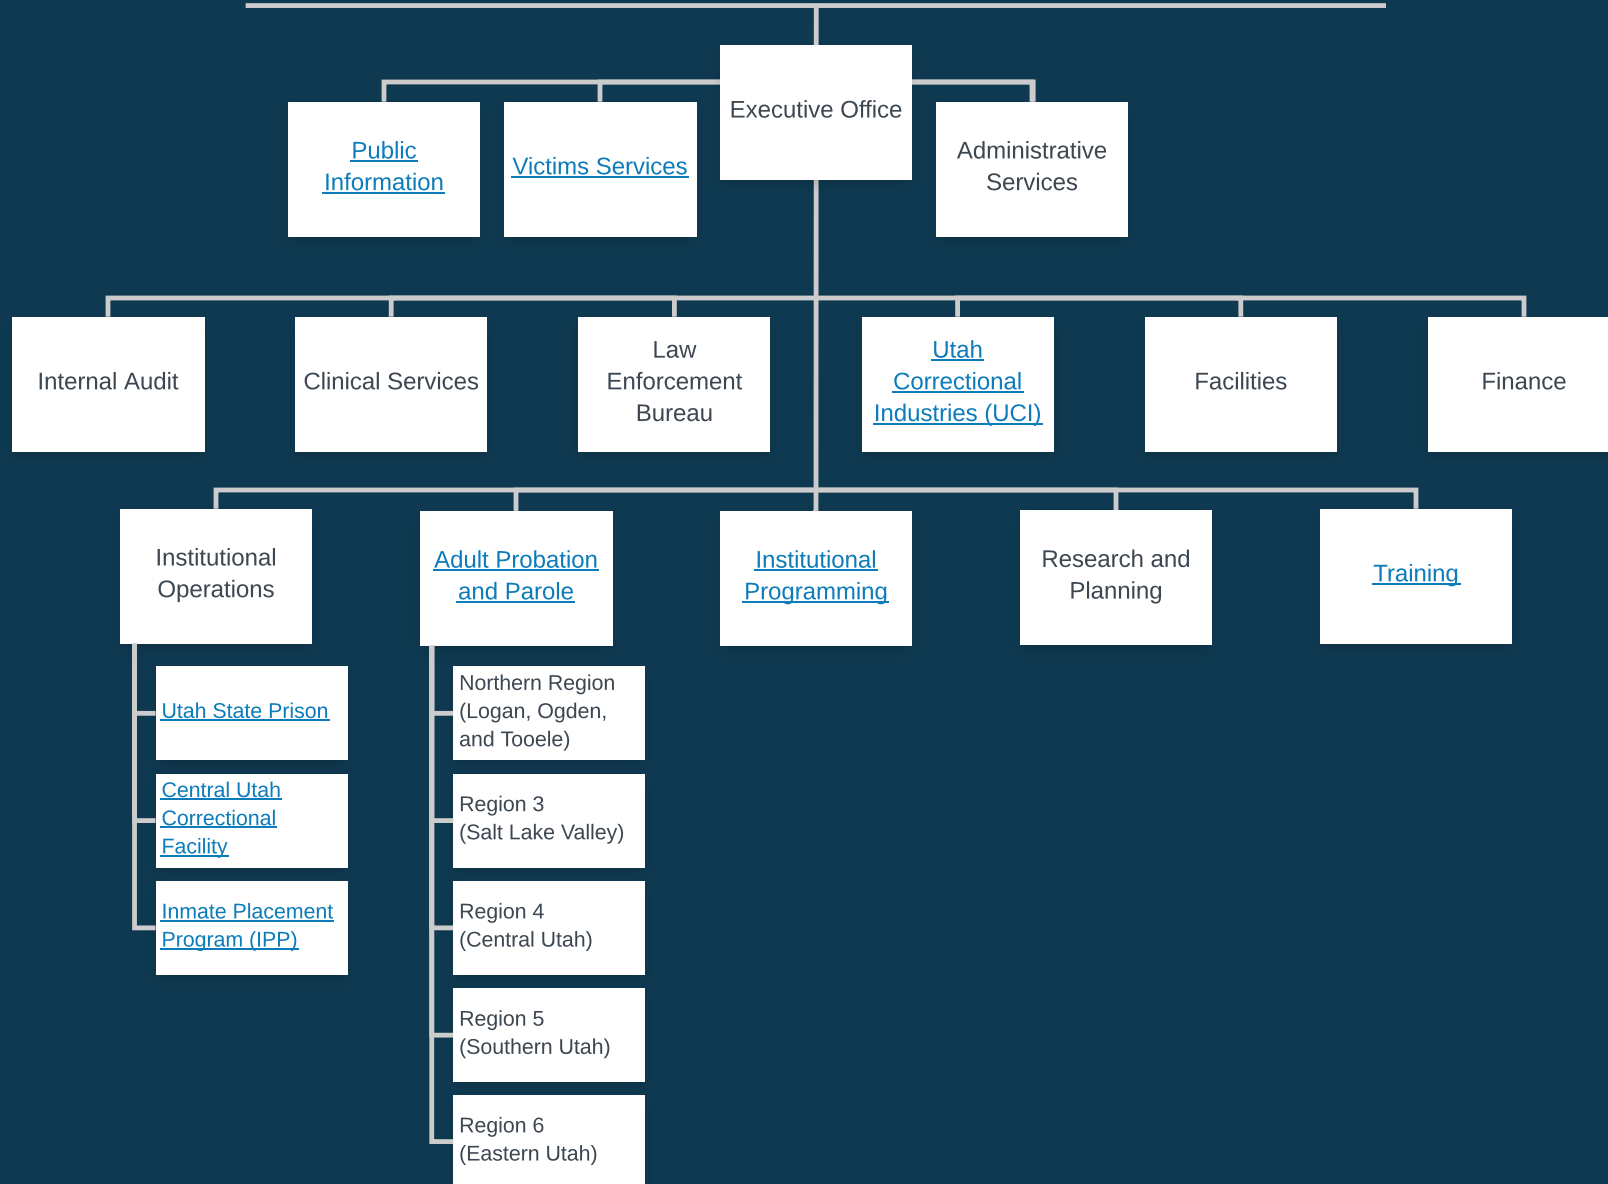 Executive Office
Public
Information
Victims Services
Administrative
Services
Internal Audit
Clinical Services
Law
Enforcement
Bureau
Utah
Correctional
Industries (UCI)
Facilities
Finance
Institutional
Operations
Adult Probation
and Parole
Institutional
Programming
Research and
Planning
Training
Utah State Prison
Central Utah
Correctional
Facility
Inmate Placement
Program (IPP)
Northern Region
(Logan, Ogden,
and Tooele)
Region 3
(Salt Lake Valley)
Region 4
(Central Utah)
Region 5
(Southern Utah)
Region 6
(Eastern Utah)